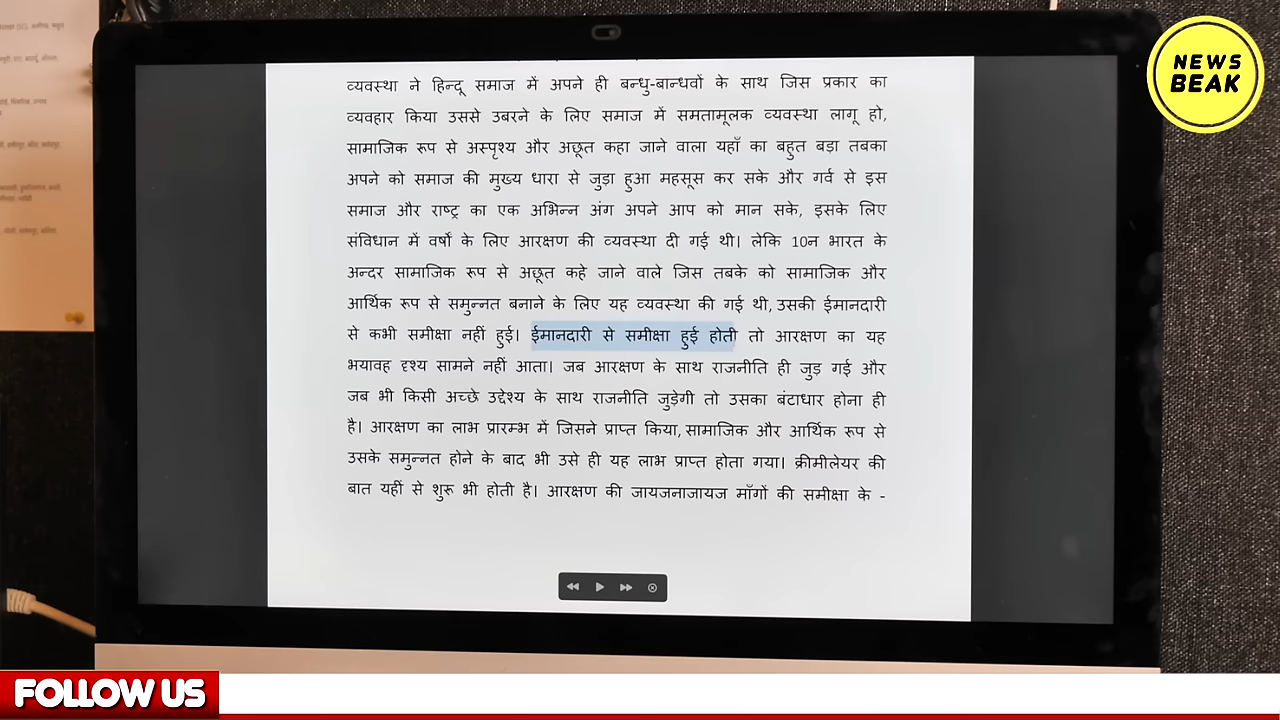 NEWS
BEAK
व्यवस्था ने हिन्दू समाज में अपने ही बन्धु-बान्धवों के साथ जिस प्रकार का
व्यवहार किया उससे उबरने के लिए समाज में समतामूलक व्यवस्था लागू हो,
सामाजिक रूप से अस्पृश्य और अछूत कहा जाने वाला यहाँ का बहुत बड़ा तबका
अपने को समाज की मुख्य धारा से जुड़ा हुआ महसूस कर सके और गर्व से इस
समाज और राष्ट्र का एक अभिन्न अंग अपने आप को मान सके, इसके लिए
संविधान में वर्षों के लिए आरक्षण की व्यवस्था दी गई थी। लेकि 10न भारत के
अन्दर सामाजिक रूप से अछूत कहे जाने वाले जिस तबके को सामाजिक और
आर्थिक रूप से समुन्नत बनाने के लिए यह व्यवस्था की गई थी, उसकी ईमानदारी
से कभी समीक्षा नहीं हुई। ईमानदारी से समीक्षा हुई होती तो आरक्षण का यह
भयावह दृश्य सामने नहीं आता। जब आरक्षण के साथ राजनीति ही जुड़ गई और
जब भी किसी अच्छे उद्देश्य के साथ राजनीति जुड़ेगी तो उसका बंटाधार होना ही
है। आरक्षण का लाभ प्रारम्भ में जिसने प्राप्त किया, सामाजिक और आर्थिक रूप से
उसके समुन्नत होने के बाद भी उसे ही यह लाभ प्राप्त होता गया। क्रीमीलेयर की
बात यहीं से शुरू भी होती है। आरक्षण की जायजनाजायज माँगों की समीक्षा के -
FOLLOW US